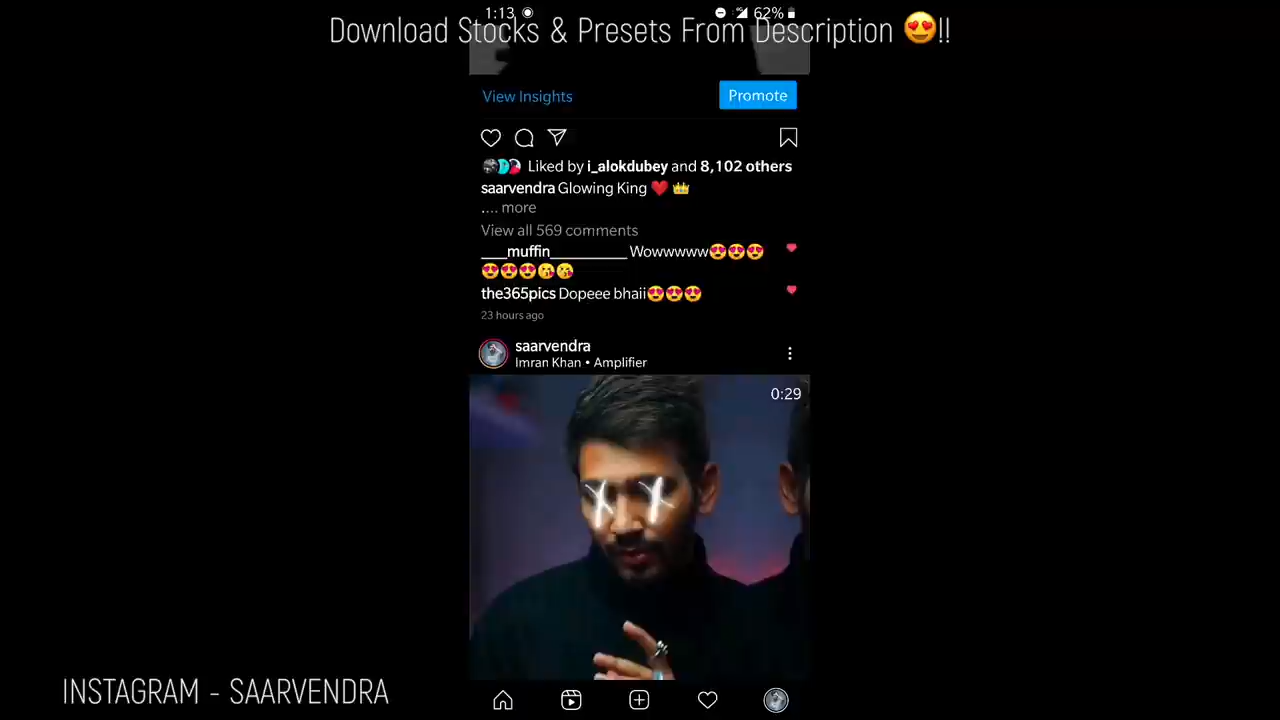 1:13
62%
Download Stocks & Presets From Description 😍!!
View Insights
Promote
Liked by i_alokdubey and 8,102 others
saarvendra Glowing King ❤️ 👑
.... more
View all 569 comments
____muffin__________ Wowwwww😍😍😍
😍😍😍😘😘
the365pics Dopeee bhaii😍😍😍
23 hours ago
saarvendra
Imran Khan • Amplifier
0:29
INSTAGRAM - SAARVENDRA